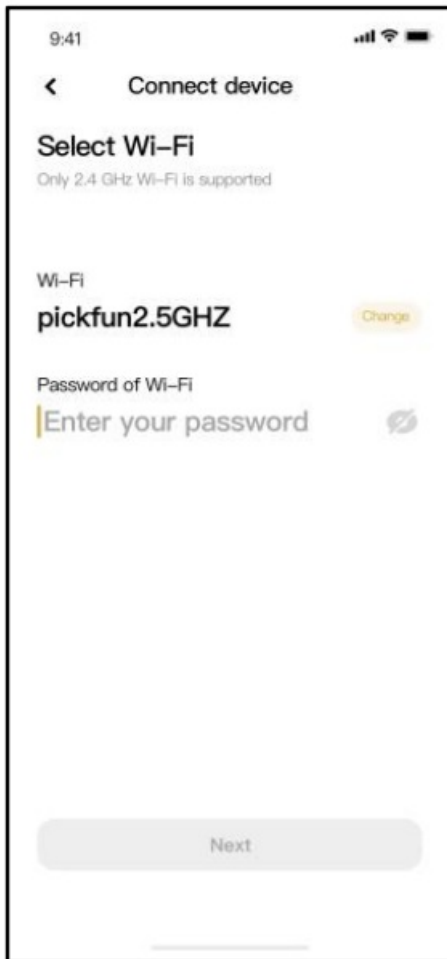 9:41
Connect device
Select Wi-Fi
Only 2.4 GHz Wi-Fi is supported
Wi-Fi
pickfun2.5GHZ
Change
Password of Wi-Fi
Enter your password
Next